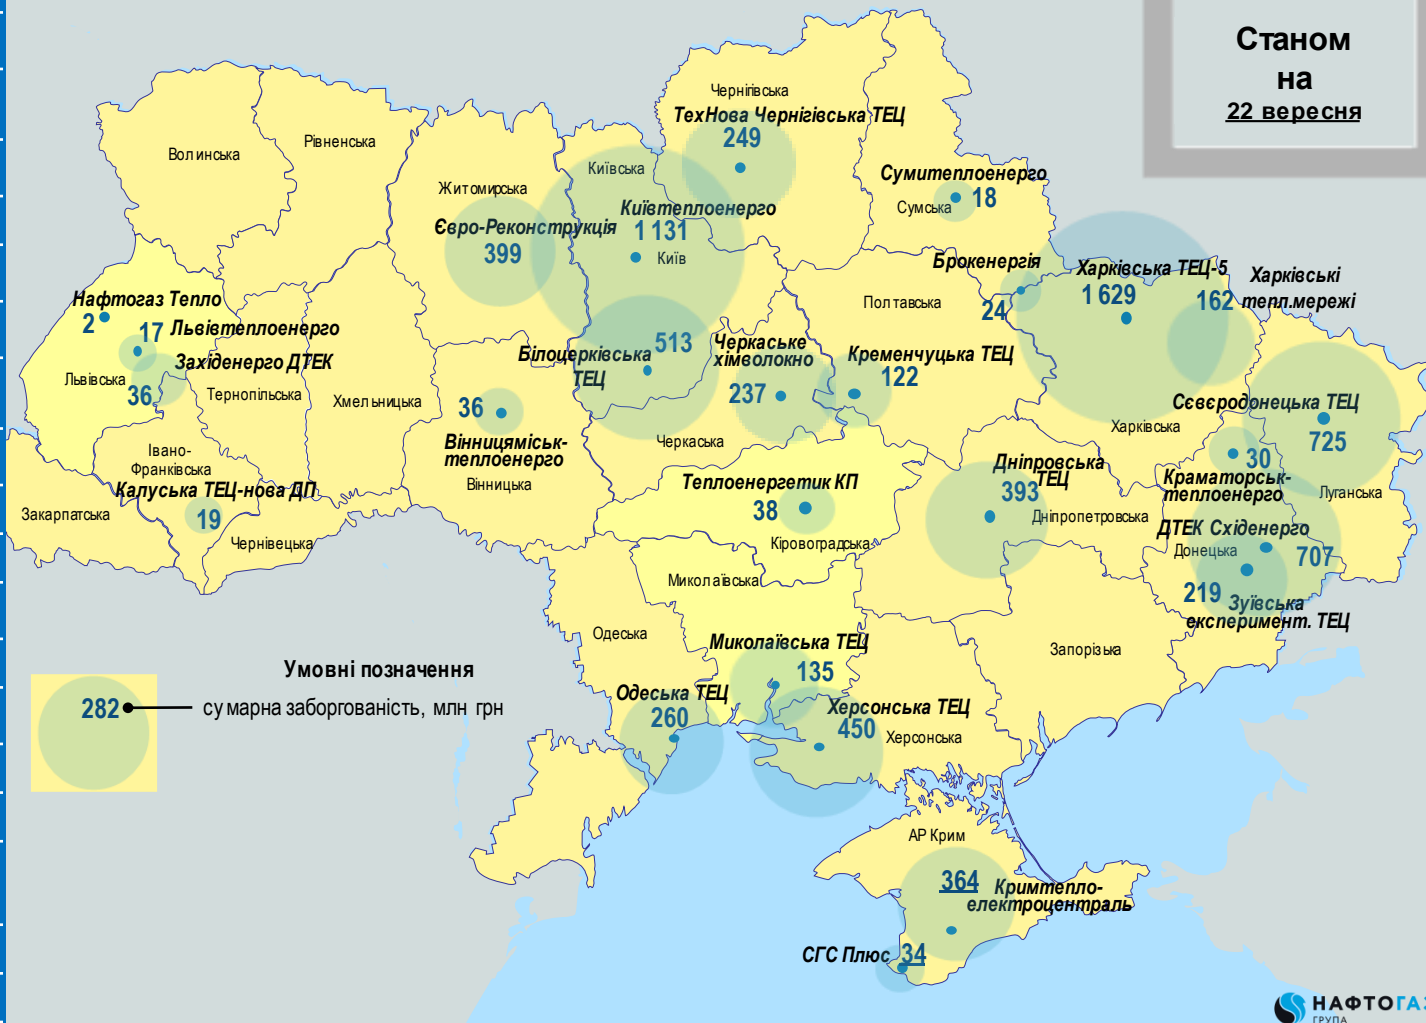 Станом
на
22 вересня
Чернігівська
ТехНова Чернігівська ТЕЦ
249
Рівненська
Волинська
Київська
Житомирська
Сумитеплоенерго
18
Сумська
Київтеплоенерго
1 131
Київ
Євро-Реконструкція
399
Брокенергія
24
Харківська ТЕЦ-5
1 629
Харківські
тепл.мережі
162
Нафтогаз Тепло
2
17
Львівтеплоенерго
Західенерго ДТЕК
Львівська
36
Тернопільська
Хмельницька
Полтавська
Білоцерківська
ТЕЦ
513
Черкаське
хімволокно
237
Кременчуцька ТЕЦ
122
36
Вінницяміськ-
теплоенерго
Вінницька
Черкаська
Харківська
Сєвєродонецька ТЕЦ
725
Івано-
Франківська
Калуська ТЕЦ-нова ДП
19
Закарпатська
Чернівецька
Теплоенергетик КП
38
Кіровоградська
Дніпровська
ТЕЦ
393
Дніпропетровська
30
Краматорськ-
теплоенерго
Луганська
ДТЕК Східенерго
Донецька
707
219
Зуївська
експеримент. ТЕЦ
Миколаївська
Одеська
Запорізька
Миколаївська ТЕЦ
135
Одеська ТЕЦ
260
Херсонська ТЕЦ
450
Херсонська
Умовні позначення
282
сумарна заборгованість, млн грн
АР Крим
364
Кримтепло-
електроцентраль
СГС Плюс
34
НАФТОГАЗ
ГРУПА